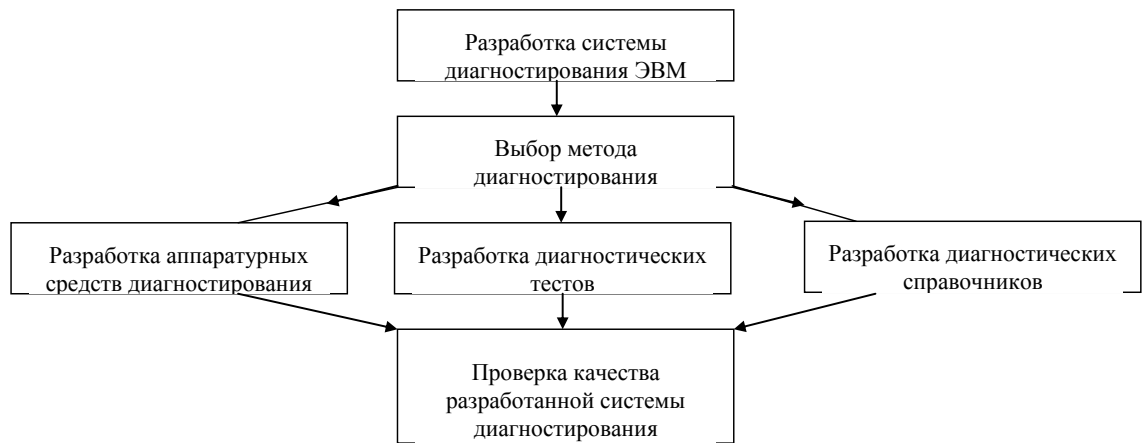 Разработка системы
диагностирования ЭВМ
Выбор метода
диагностирования
Разработка аппаратурных
средств диагностирования
Разработка диагностических
тестов
Разработка диагностических
справочников
Проверка качества
разработанной системы
диагностирования